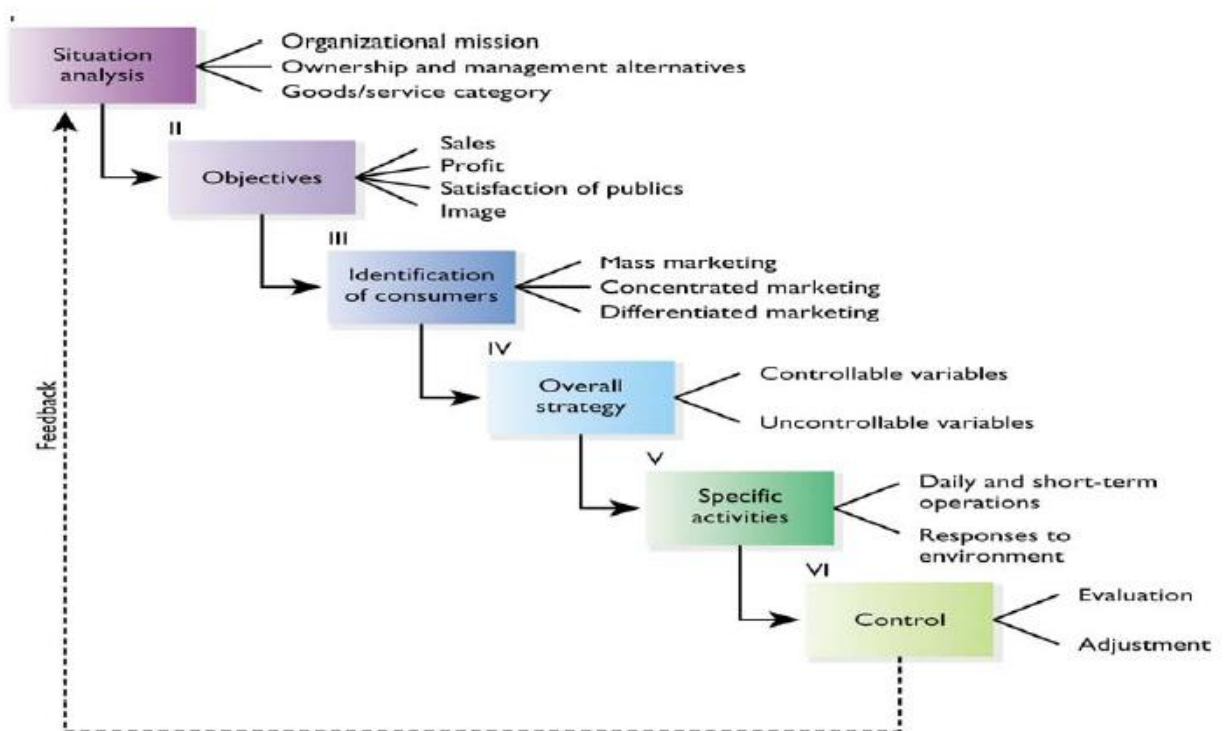 I
Situation
analysis
Organizational mission
Ownership and management alternatives
Goods/service category
II
Objectives
Sales
Profit
Satisfaction of publics
Image
III
Identification
of consumers
Mass marketing
Concentrated marketing
Differentiated marketing
IV
Overall
strategy
Controllable variables
Uncontrollable variables
V
Specific
activities
Daily and short-term
operations
Responses to
environment
VI
Control
Evaluation
Adjustment
Feedback